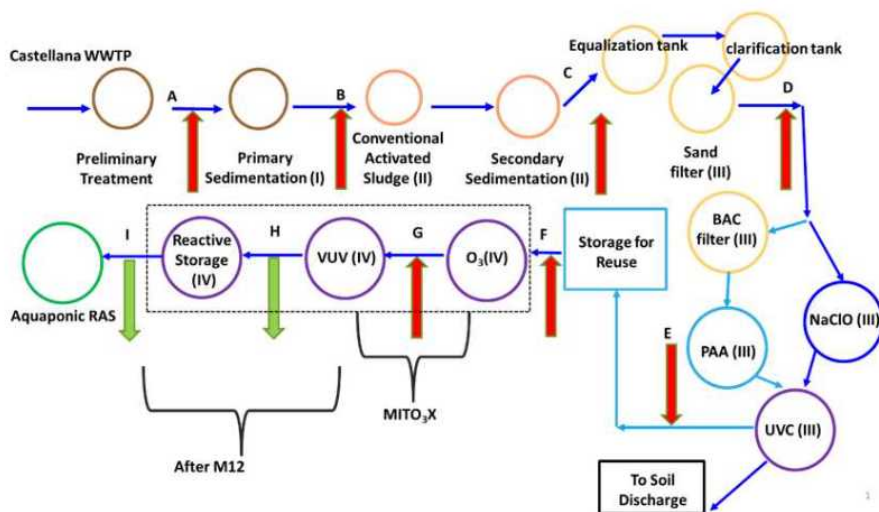 Castellana WWTP
A
B
C
Equalization tank
clarification tank
D
Preliminary
Treatment
Primary
Sedimentation (I)
Conventional
Activated
Sludge (II)
Secondary
Sedimentation (II)
Sand
filter (III)
I
Reactive
Storage
(IV)
H
VUV (IV)
G
O₃(IV)
F
Storage for
Reuse
BAC
filter (III)
Aquaponic RAS
PAA (III)
NaClO (III)
E
MITO₃X
UVC (III)
After M12
To Soil
Discharge
1